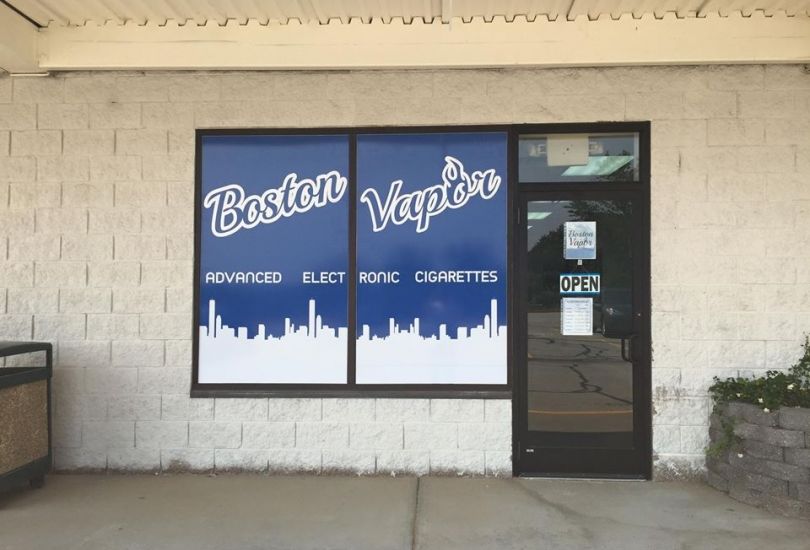 Boston Vapor
ADVANCED ELECTRONIC CIGARETTES
Boston
Vapor
OPEN